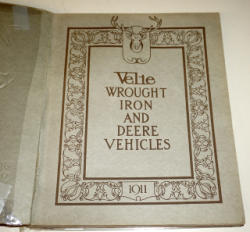 Velie
WROUGHT
IRON
AND
DEERE
VEHICLES
1911